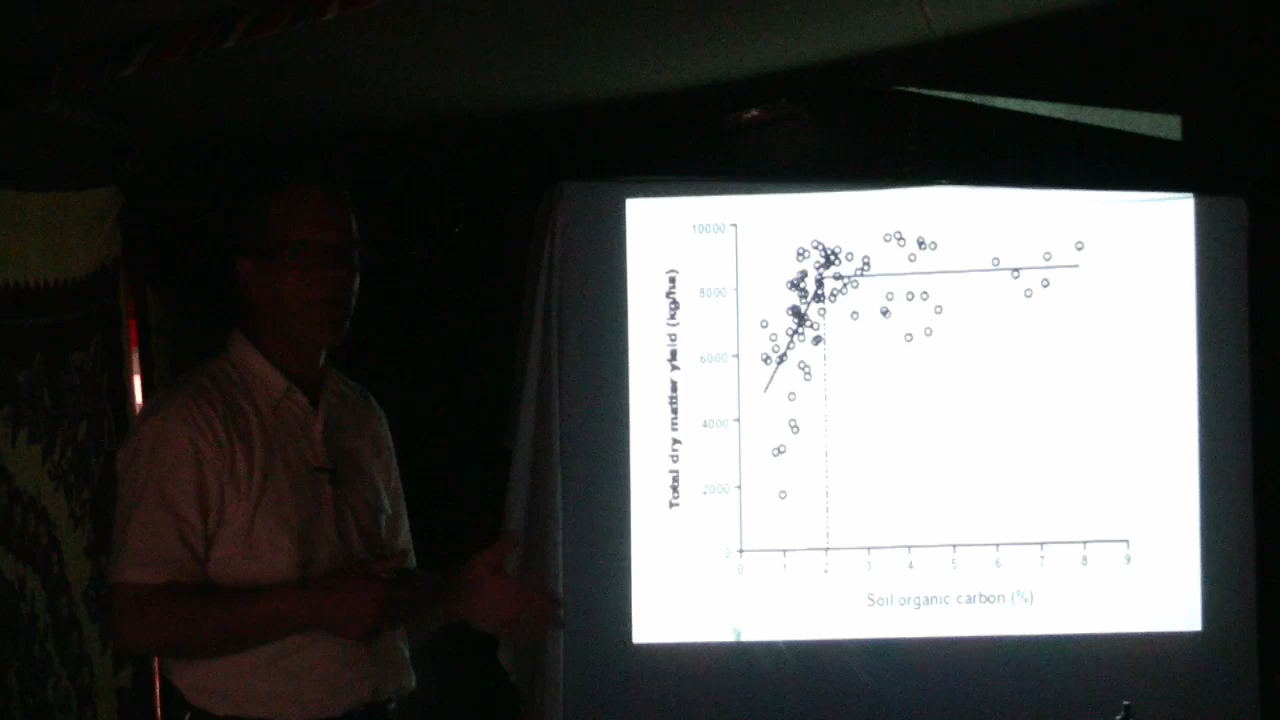 Total dry matter yield (kg/ha)
10000
8000
6000
4000
2000
0
0 1 2 3 4 5 6 7 8 9
Soil organic carbon (%)